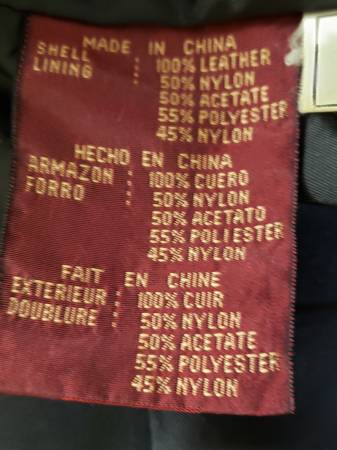 MADE IN CHINA
SHELL : 100% LEATHER
LINING : 50% NYLON
50% ACETATE
55% POLYESTER
45% NYLON
HECHO EN CHINA
ARMAZON : 100% CUERO
FORRO : 50% NYLON
50% ACETATO
55% POLIESTER
45% NYLON
FAIT EN CHINE
EXTERIEUR : 100% CUIR
DOUBLURE : 50% NYLON
50% ACETATE
55% POLYESTER
45% NYLON